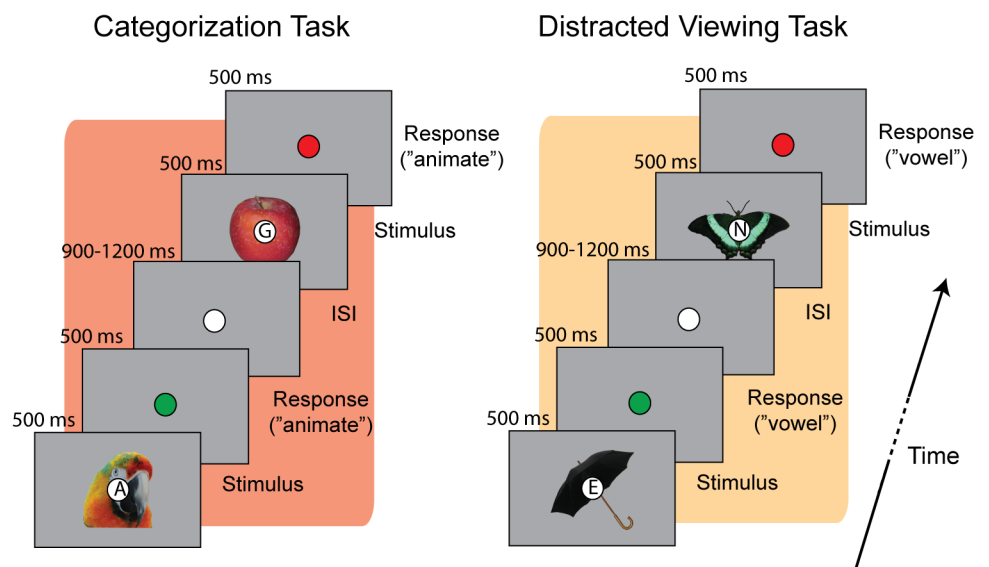 Categorization Task
500 ms
Response
("animate")
500 ms
G
Stimulus
900-1200 ms
ISI
500 ms
Response
("animate")
500 ms
A
Stimulus
Distracted Viewing Task
500 ms
Response
("vowel")
500 ms
N
Stimulus
900-1200 ms
ISI
500 ms
Response
("vowel")
500 ms
E
Stimulus
Time